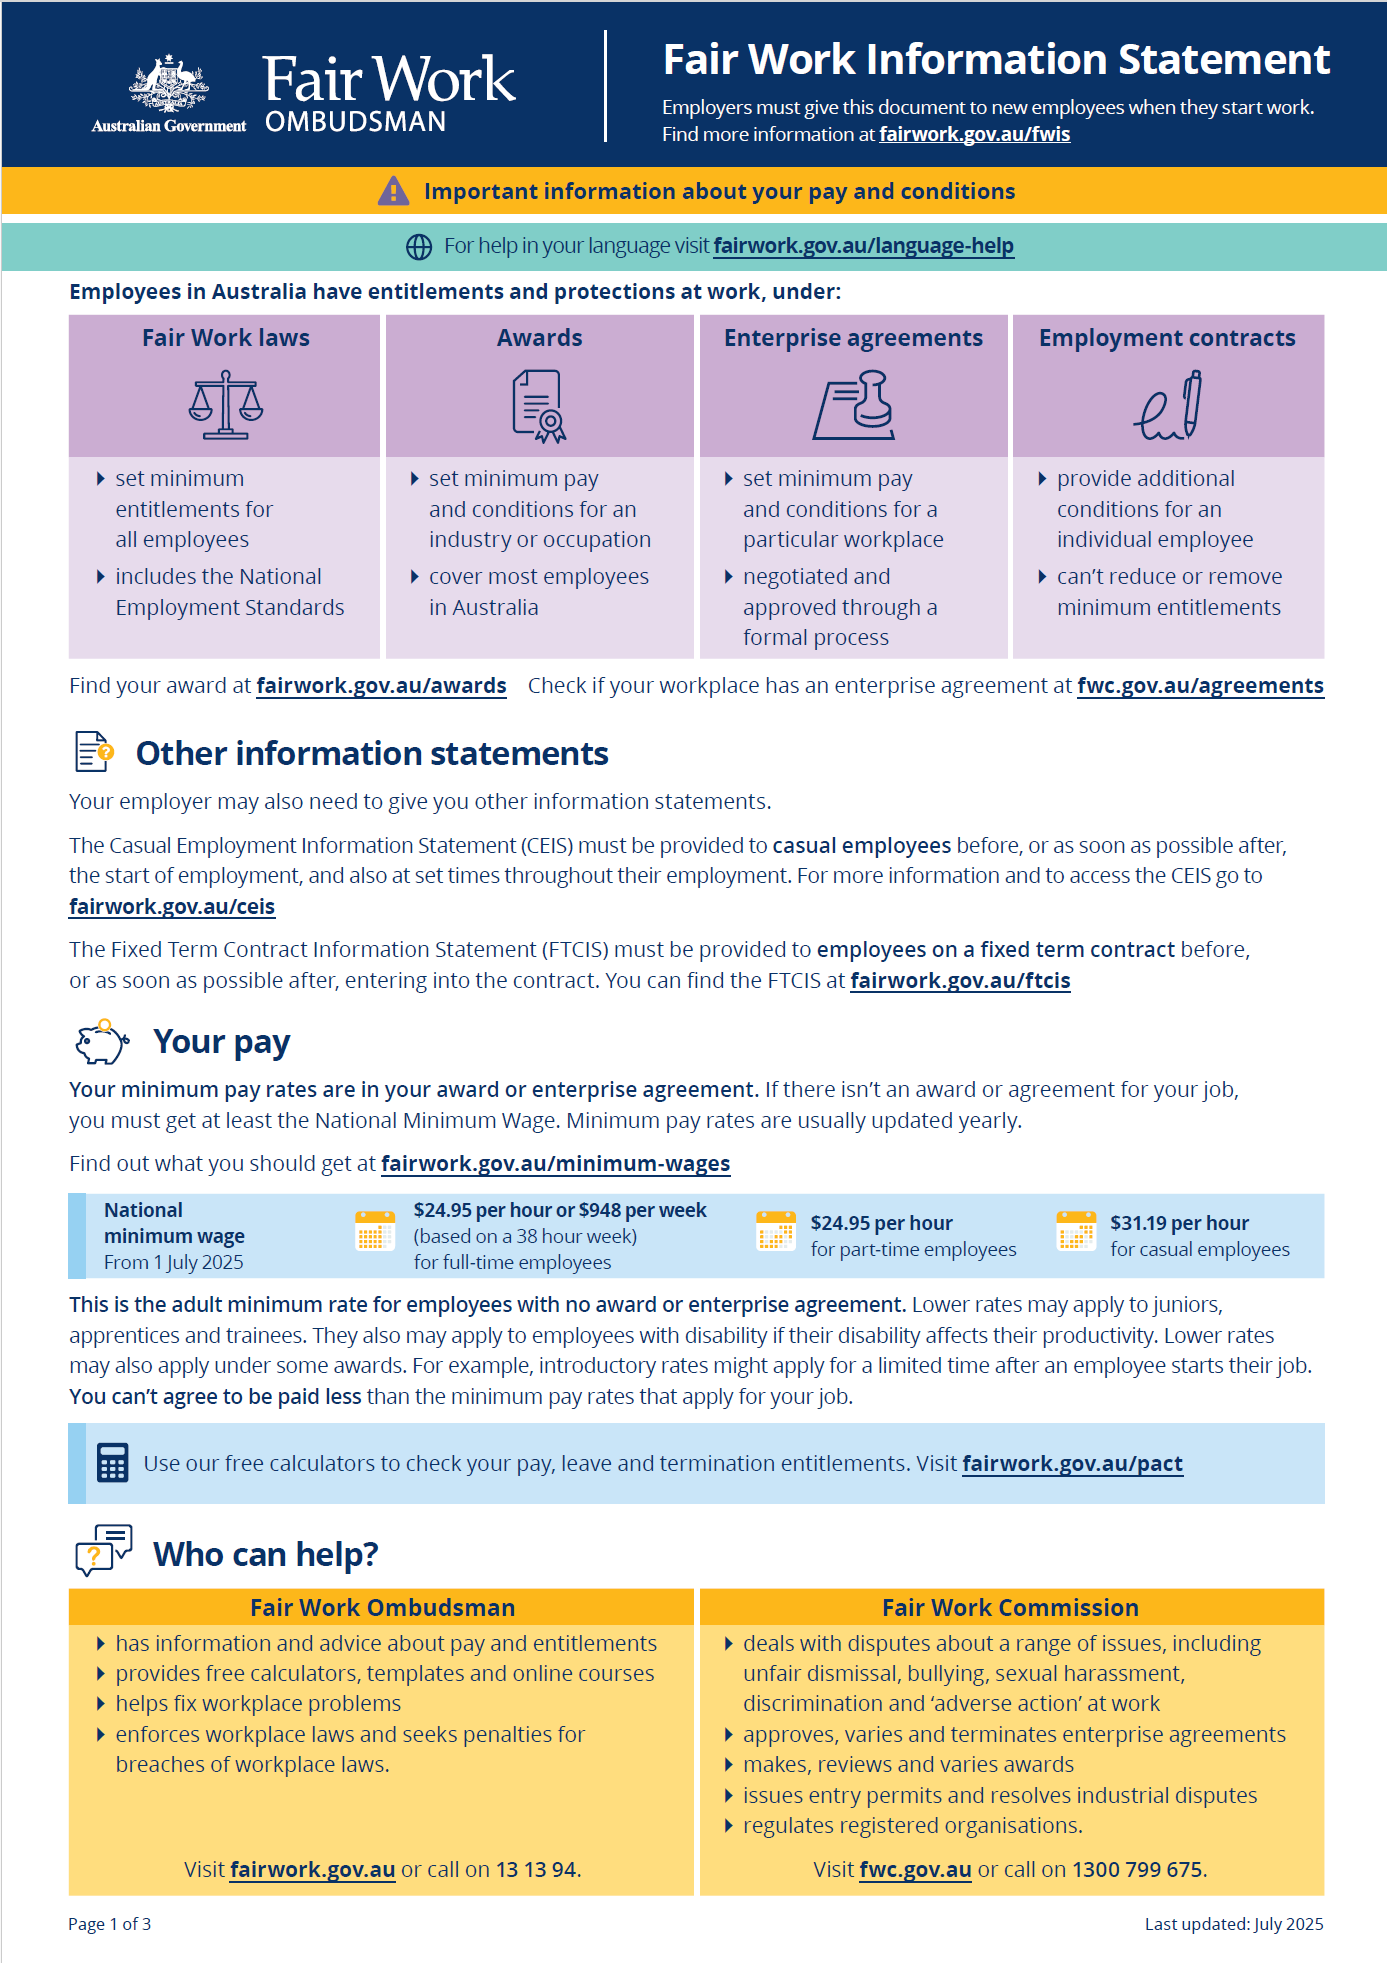 Australian Government
Fair Work
OMBUDSMAN
Fair Work Information Statement
Employers must give this document to new employees when they start work.
Find more information at fairwork.gov.au/fwis
Important information about your pay and conditions
For help in your language visit fairwork.gov.au/language-help
Employees in Australia have entitlements and protections at work, under:
Fair Work laws
set minimum
entitlements for
all employees
includes the National
Employment Standards
Awards
set minimum pay
and conditions for an
industry or occupation
cover most employees
in Australia
Enterprise agreements
set minimum pay
and conditions for a
particular workplace
negotiated and
approved through a
formal process
Employment contracts
provide additional
conditions for an
individual employee
can't reduce or remove
minimum entitlements
Find your award at fairwork.gov.au/awards Check if your workplace has an enterprise agreement at fwc.gov.au/agreements
Other information statements
Your employer may also need to give you other information statements.
The Casual Employment Information Statement (CEIS) must be provided to casual employees before, or as soon as possible after,
the start of employment, and also at set times throughout their employment. For more information and to access the CEIS go to
fairwork.gov.au/ceis
The Fixed Term Contract Information Statement (FTCIS) must be provided to employees on a fixed term contract before,
or as soon as possible after, entering into the contract. You can find the FTCIS at fairwork.gov.au/ftcis
Your pay
Your minimum pay rates are in your award or enterprise agreement. If there isn't an award or agreement for your job,
you must get at least the National Minimum Wage. Minimum pay rates are usually updated yearly.
Find out what you should get at fairwork.gov.au/minimum-wages
National
minimum wage
From 1 July 2025
$24.95 per hour or $948 per week
(based on a 38 hour week)
for full-time employees
$24.95 per hour
for part-time employees
$31.19 per hour
for casual employees
This is the adult minimum rate for employees with no award or enterprise agreement. Lower rates may apply to juniors,
apprentices and trainees. They also may apply to employees with disability if their disability affects their productivity. Lower rates
may also apply under some awards. For example, introductory rates might apply for a limited time after an employee starts their job.
You can't agree to be paid less than the minimum pay rates that apply for your job.
Use our free calculators to check your pay, leave and termination entitlements. Visit fairwork.gov.au/pact
Who can help?
Fair Work Ombudsman
has information and advice about pay and entitlements
provides free calculators, templates and online courses
helps fix workplace problems
enforces workplace laws and seeks penalties for
breaches of workplace laws.
Visit fairwork.gov.au or call on 13 13 94.
Fair Work Commission
deals with disputes about a range of issues, including
unfair dismissal, bullying, sexual harassment,
discrimination and ‘adverse action’ at work
approves, varies and terminates enterprise agreements
makes, reviews and varies awards
issues entry permits and resolves industrial disputes
regulates registered organisations.
Visit fwc.gov.au or call on 1300 799 675.
Page 1 of 3
Last updated: July 2025